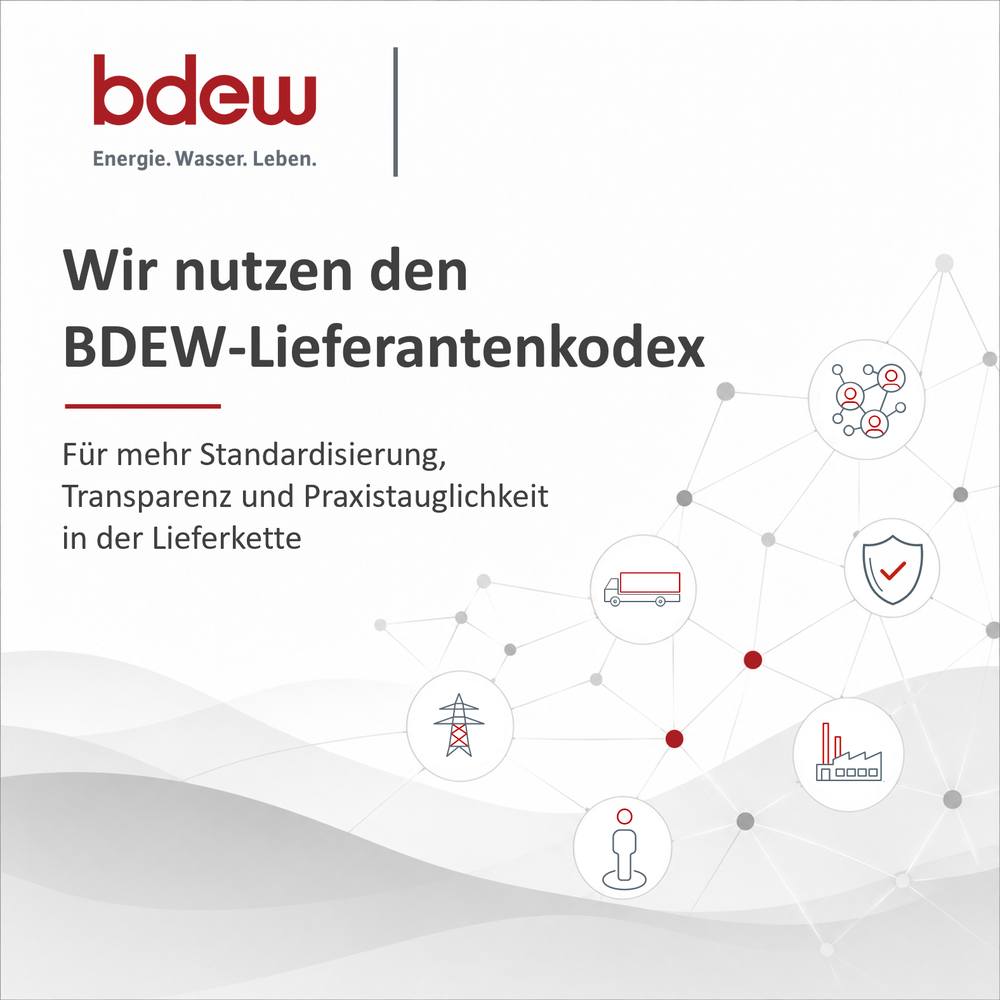 bdew
Energie. Wasser. Leben.
Wir nutzen den
BDEW-Lieferantenkodex
Für mehr Standardisierung,
Transparenz und Praxistauglichkeit
in der Lieferkette